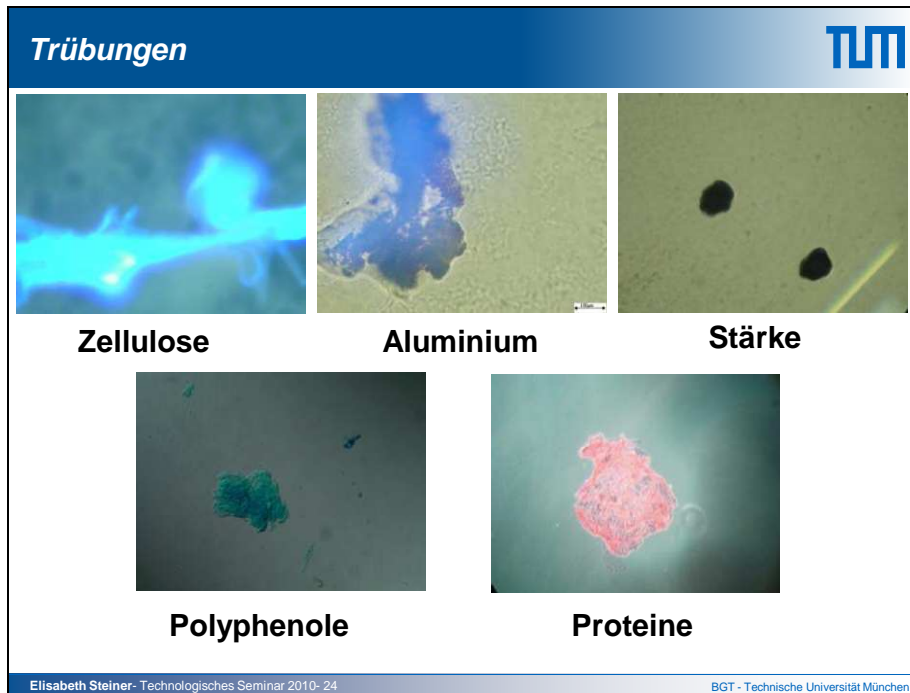 Trübungen
TUM
Zellulose
Aluminium
Stärke
Polyphenole
Proteine
Elisabeth Steiner- Technologisches Seminar 2010- 24
BGT - Technische Universität München